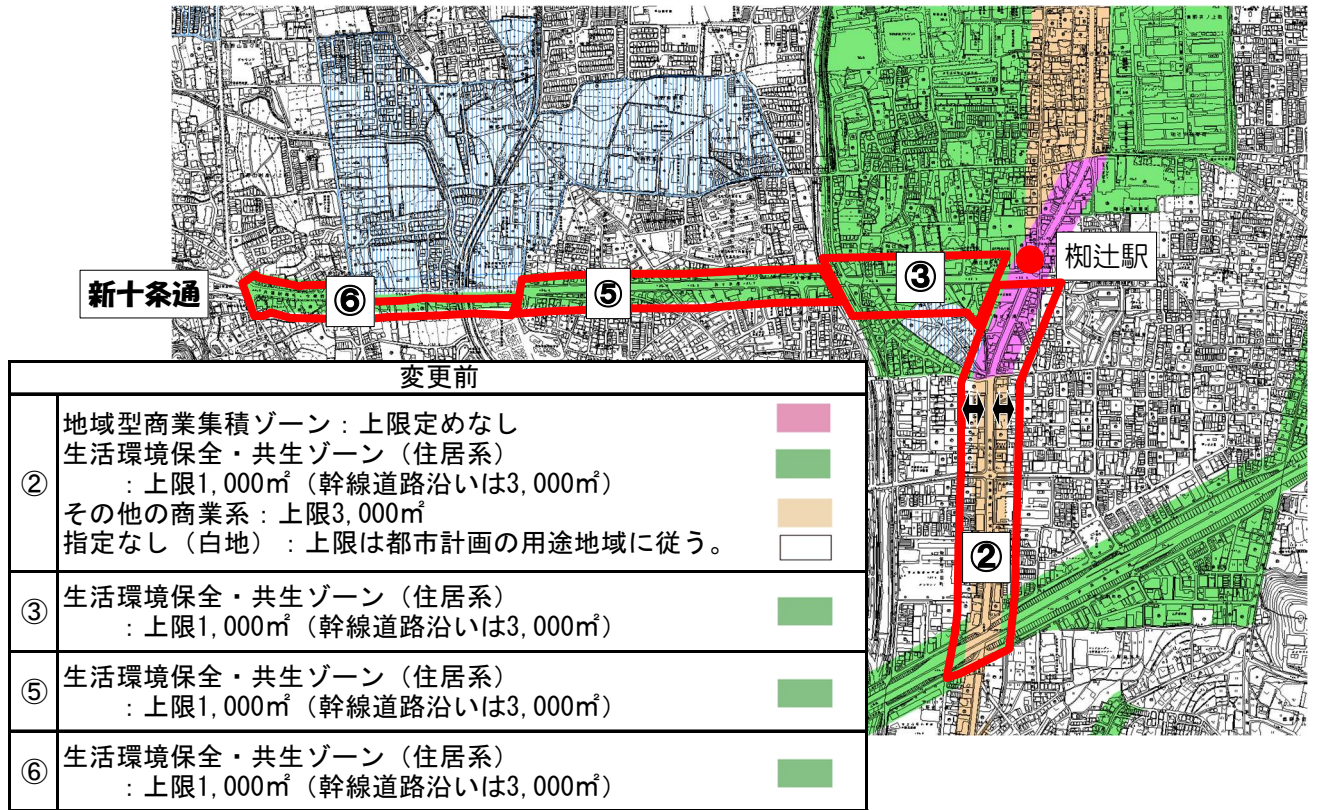 新十条通
⑥
⑤
③
椥辻駅
②
変更前
②
地域型商業集積ゾーン：上限定めなし
生活環境保全・共生ゾーン（住居系）
：上限1,000㎡（幹線道路沿いは3,000㎡）
その他の商業系：上限3,000㎡
指定なし（白地）：上限は都市計画の用途地域に従う。
③
生活環境保全・共生ゾーン（住居系）
：上限1,000㎡（幹線道路沿いは3,000㎡）
⑤
生活環境保全・共生ゾーン（住居系）
：上限1,000㎡（幹線道路沿いは3,000㎡）
⑥
生活環境保全・共生ゾーン（住居系）
：上限1,000㎡（幹線道路沿いは3,000㎡）